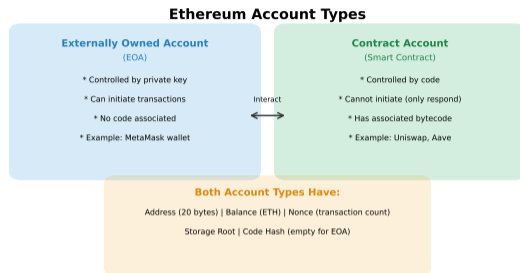 Ethereum Account Types
Externally Owned Account
(EOA)
* Controlled by private key
* Can initiate transactions
* No code associated
* Example: MetaMask wallet
Interact
Contract Account
(Smart Contract)
* Controlled by code
* Cannot initiate (only respond)
* Has associated bytecode
* Example: Uniswap, Aave
Both Account Types Have:
Address (20 bytes) | Balance (ETH) | Nonce (transaction count)
Storage Root | Code Hash (empty for EOA)